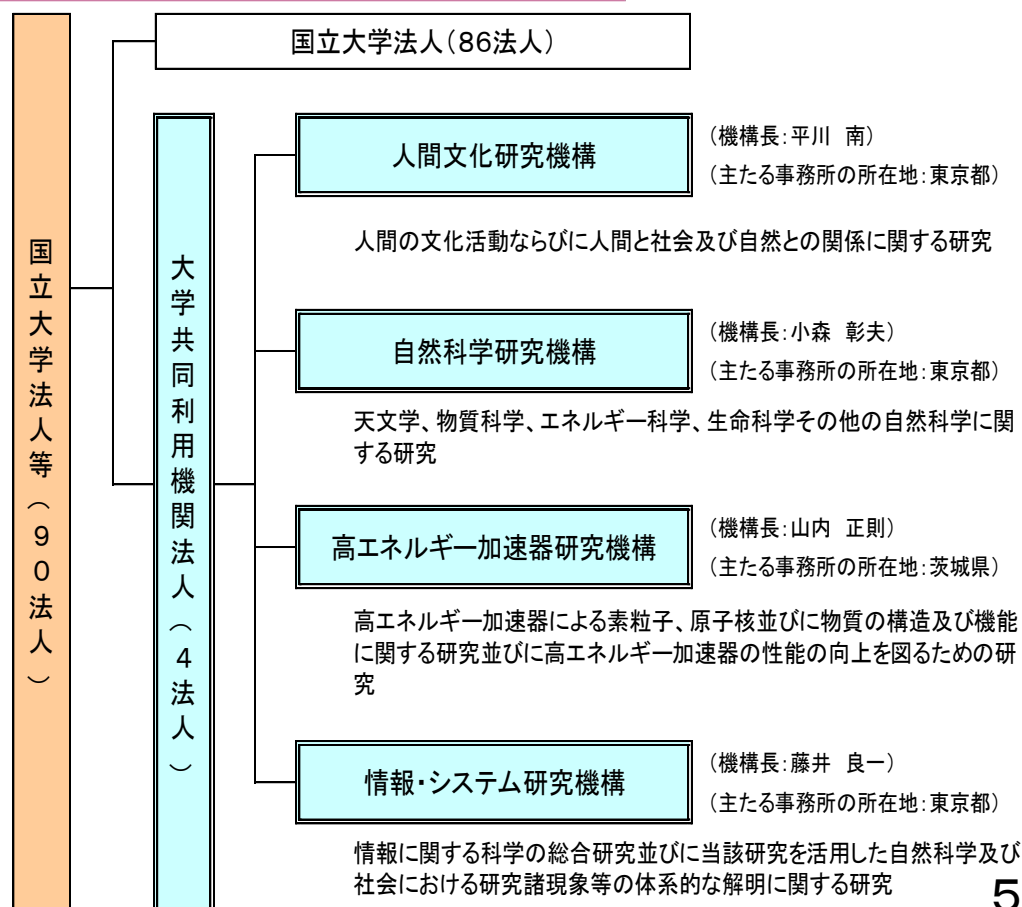 国立大学法人等（９０法人）
国立大学法人（８６法人）
大学共同利用機関法人（４法人）
人間文化研究機構
（機構長：平川　南）
（主たる事務所の所在地：東京都）
人間の文化活動ならびに人間と社会及び自然との関係に関する研究
自然科学研究機構
（機構長：小森　彰夫）
（主たる事務所の所在地：東京都）
天文学、物質科学、エネルギー科学、生命科学その他の自然科学に関
する研究
高エネルギー加速器研究機構
（機構長：山内　正則）
（主たる事務所の所在地：茨城県）
高エネルギー加速器による素粒子、原子核並びに物質の構造及び機能
に関する研究並びに高エネルギー加速器の性能の向上を図るための研
究
情報・システム研究機構
（機構長：藤井　良一）
（主たる事務所の所在地：東京都）
情報に関する科学の総合研究並びに当該研究を活用した自然科学及び
社会における研究諸現象等の体系的な解明に関する研究
5